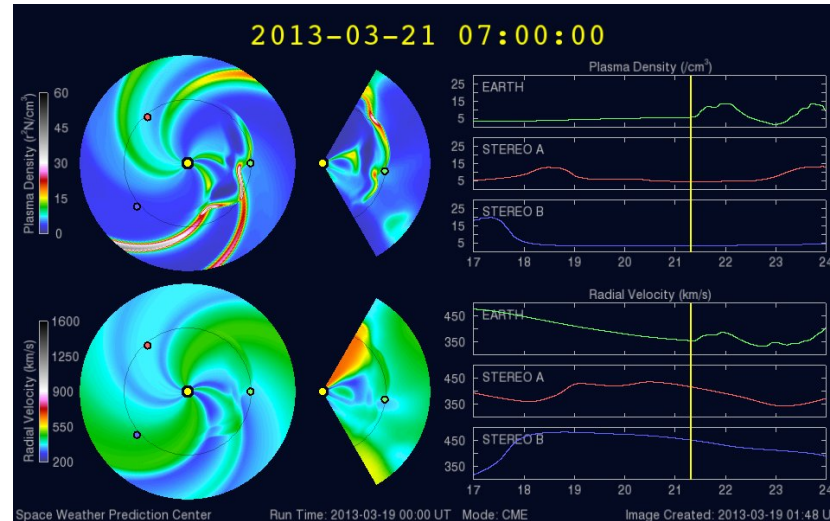 2013-03-21 07:00:00
Plasma Density (r²N/cm³)
60
45
30
15
0
Plasma Density (/cm³)
EARTH
25
15
5
STEREO A
25
15
5
STEREO B
25
15
5
17 18 19 20 21 22 23 24
Radial Velocity (km/s)
1600
1250
900
550
200
Radial Velocity (km/s)
EARTH
450
350
STEREO A
450
350
STEREO B
450
350
17 18 19 20 21 22 23 24
Space Weather Prediction Center Run Time: 2013-03-19 00:00 UT Mode: CME Image Created: 2013-03-19 01:48 U